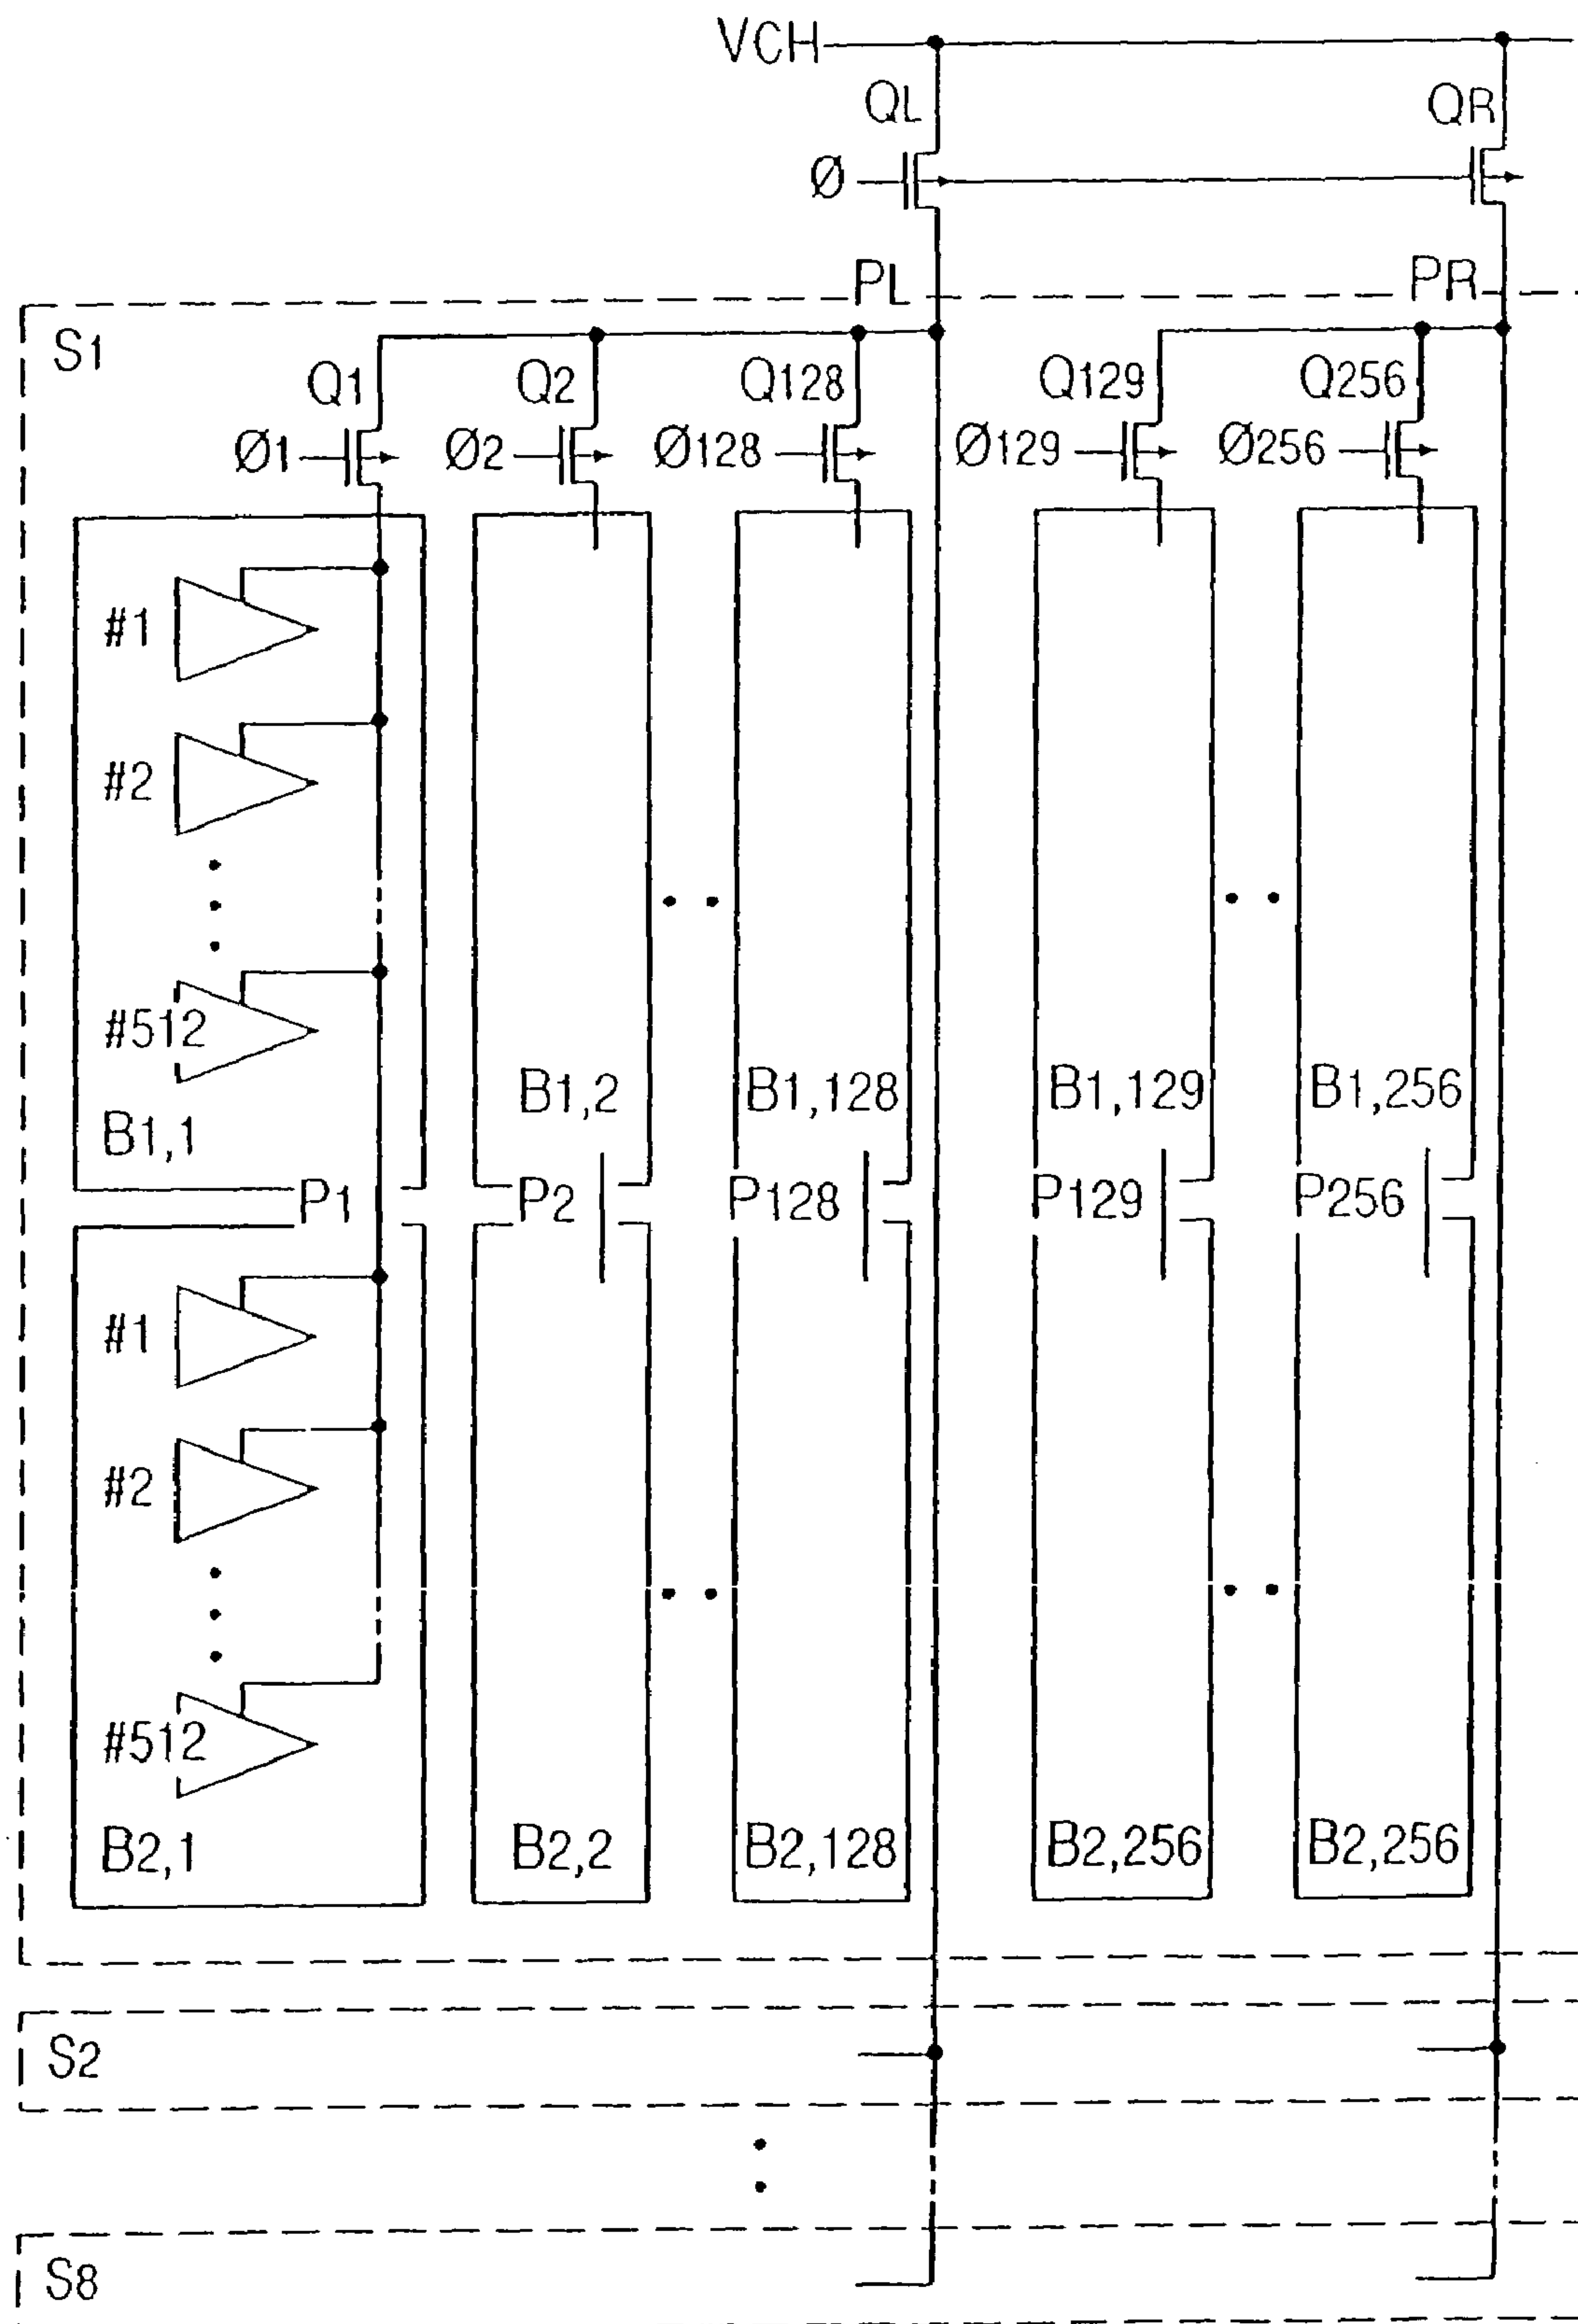 VCH
QL QR
Ø
PL PR
S1
Q1 Q2 Q128 Q129 Q256
Ø1 Ø2 Ø128 Ø129 Ø256
#1
#2
#512
B1,1 B1,2 B1,128 B1,129 B1,256
P1 P2 P128 P129 P256
#1
#2
#512
B2,1 B2,2 B2,128 B2,256 B2,256
S2
S8